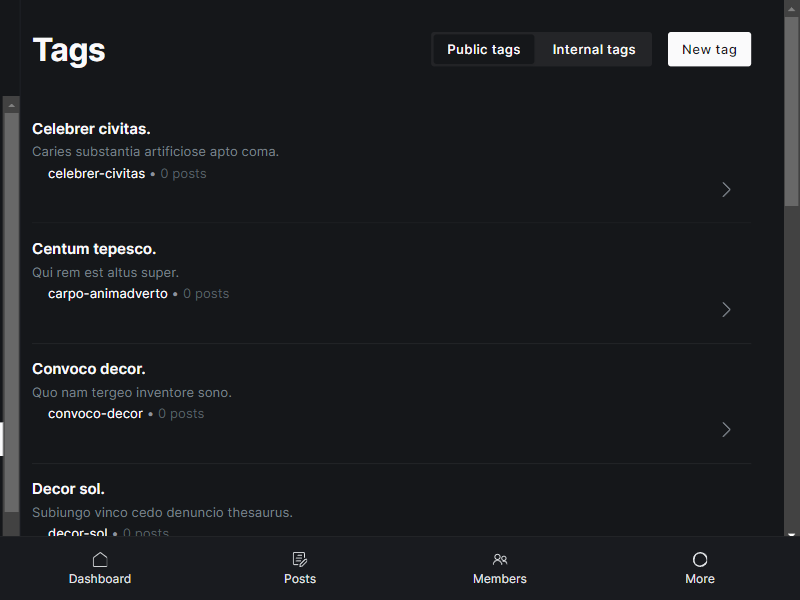 Tags
Public tags
Internal tags
New tag
Celebrer civitas.
Caries substantia artificiose apto coma.
celebrer-civitas • 0 posts
Centum tepesco.
Qui rem est altus super.
carpo-animadverto • 0 posts
Convoco decor.
Quo nam tergeo inventore sono.
convoco-decor • 0 posts
Decor sol.
Subiungo vinco cedo denuncio thesaurus.
decor-sol • 0 posts
Dashboard
Posts
Members
More